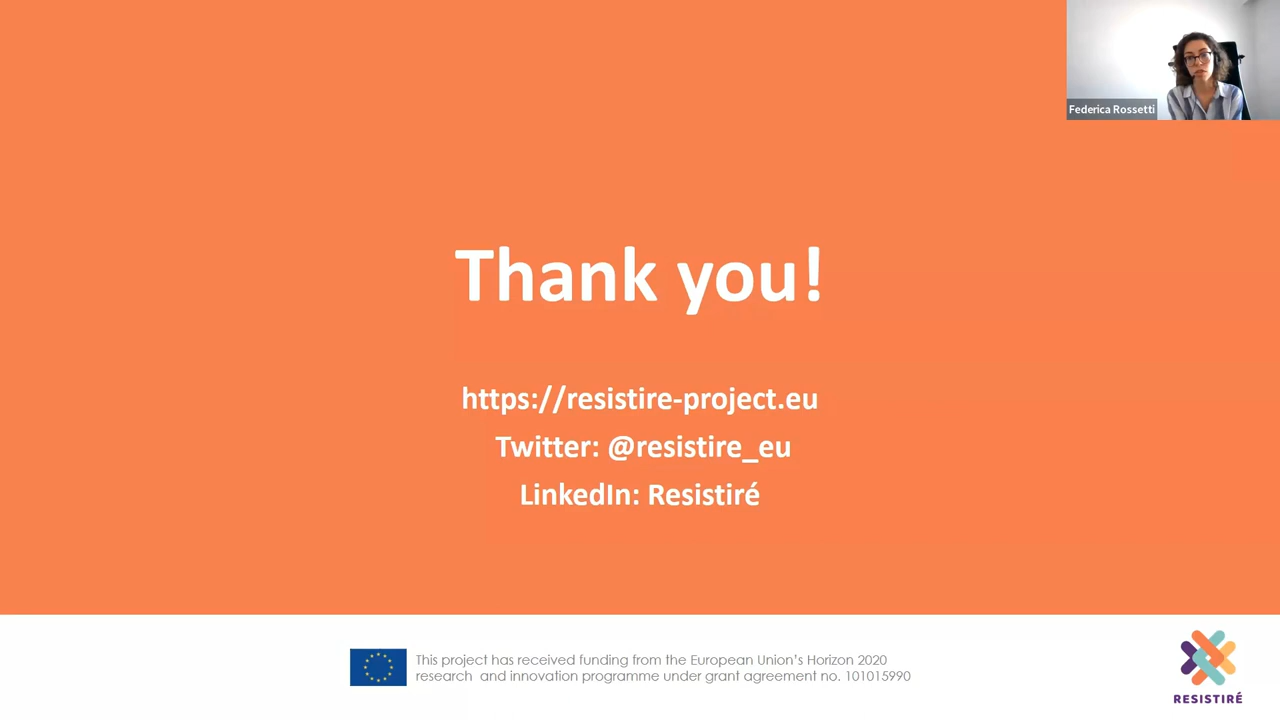 Federica Rossetti
Thank you!
https://resistire-project.eu
Twitter: @resistire_eu
LinkedIn: Resistiré
This project has received funding from the European Union’s Horizon 2020
research and innovation programme under grant agreement no. 101015990
RESISTIRÉ